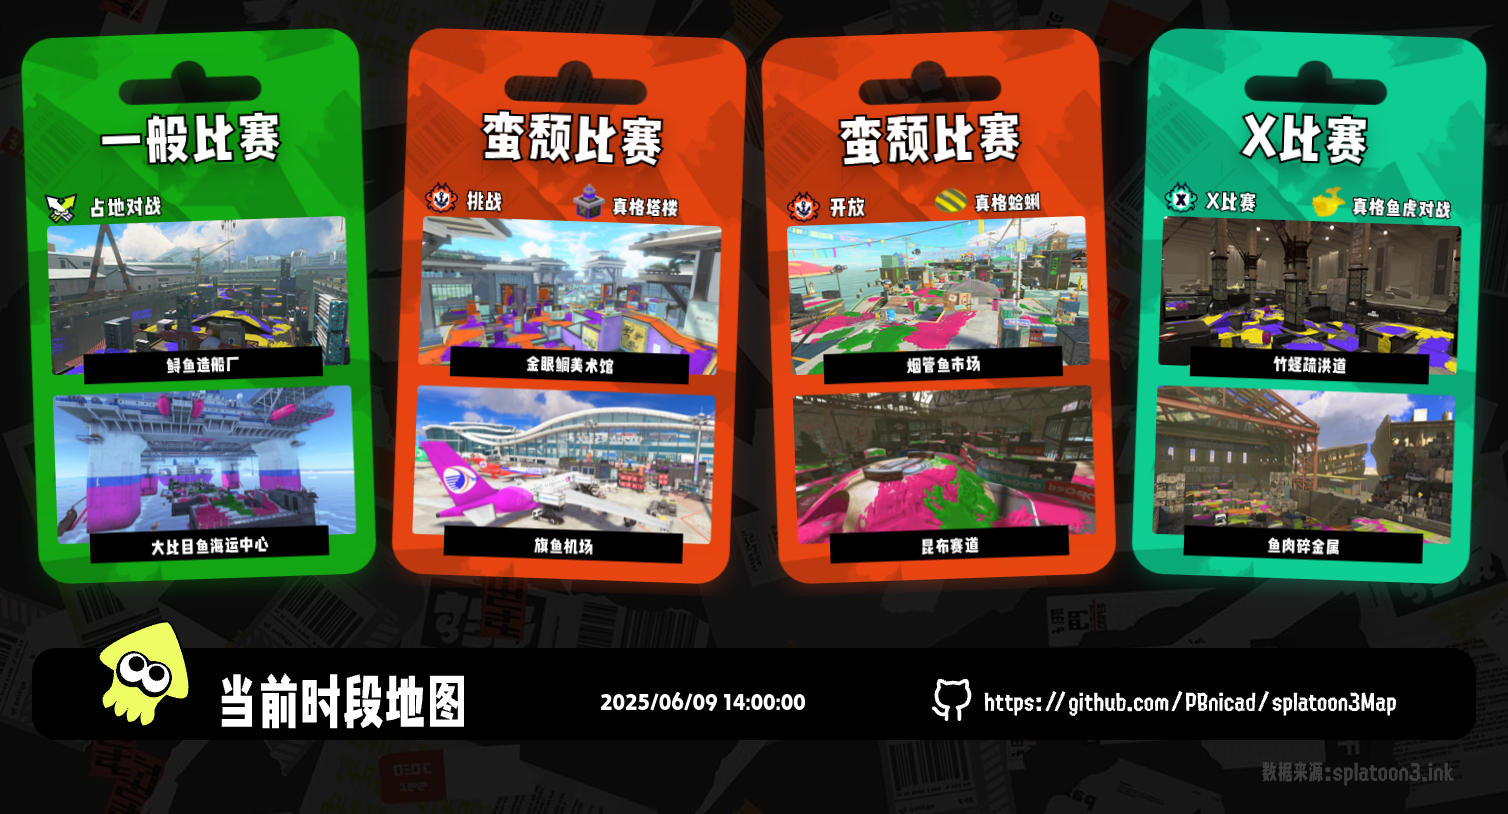 一般比赛
占地对战
鲟鱼造船厂
大比目鱼海运中心
蛮颓比赛
挑战
真格塔楼
金眼鲷美术馆
旗鱼机场
蛮颓比赛
开放
真格蛤蜊
烟管鱼市场
昆布赛道
X比赛
X比赛
真格鱼虎对战
竹蛏疏洪道
鱼肉碎金属
当前时段地图
2025/06/09 14:00:00
https://github.com/PBnicad/splatoon3Map
数据来源:splatoon3.ink